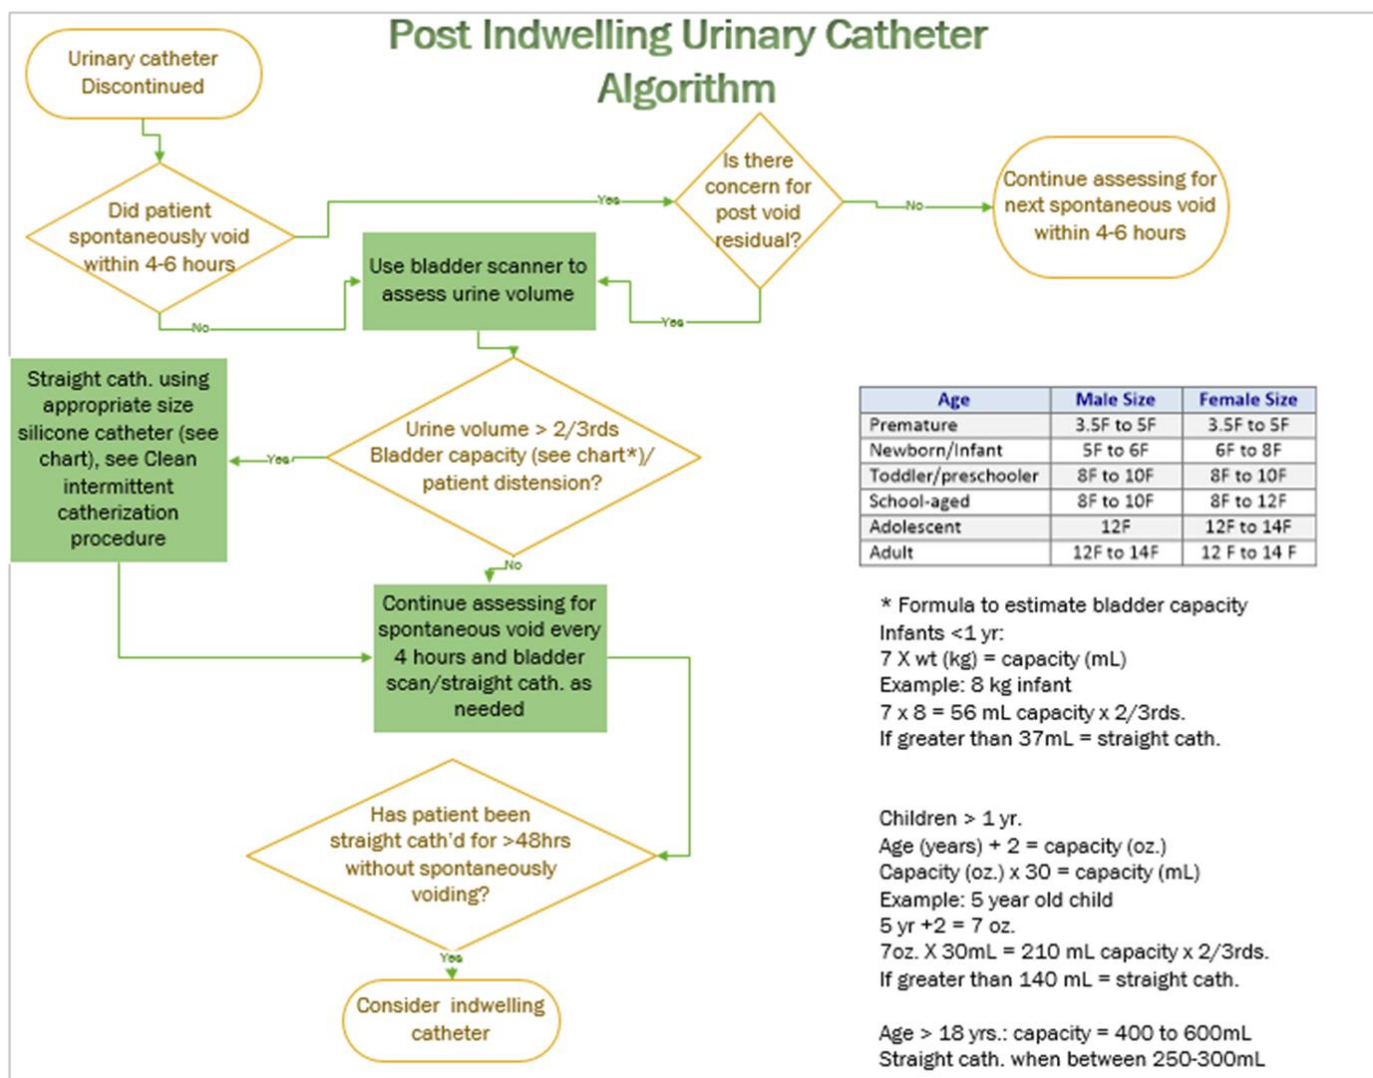 Post Indwelling Urinary Catheter
Algorithm
Urinary catheter
Discontinued
Did patient
spontaneously void
within 4-6 hours
Yes
No
Is there
concern for
post void
residual?
No
Yes
Continue assessing for
next spontaneous void
within 4-6 hours
Use bladder scanner to
assess urine volume
Urine volume > 2/3rds
Bladder capacity (see chart*)/
patient distension?
Yes
No
Straight cath. using
appropriate size
silicone catheter (see
chart), see Clean
intermittent
catherization
procedure
Continue assessing for
spontaneous void every
4 hours and bladder
scan/straight cath. as
needed
Has patient been
straight cath'd for >48hrs
without spontaneously
voiding?
Yes
Consider indwelling
catheter
Age Male Size Female Size
Premature 3.5F to 5F 3.5F to 5F
Newborn/Infant 5F to 6F 6F to 8F
Toddler/preschooler 8F to 10F 8F to 10F
School-aged 8F to 10F 8F to 12F
Adolescent 12F 12F to 14F
Adult 12F to 14F 12 F to 14 F
* Formula to estimate bladder capacity
Infants <1 yr:
7 X wt (kg) = capacity (mL)
Example: 8 kg infant
7 x 8 = 56 mL capacity x 2/3rds.
If greater than 37mL = straight cath.
Children > 1 yr.
Age (years) + 2 = capacity (oz.)
Capacity (oz.) x 30 = capacity (mL)
Example: 5 year old child
5 yr +2 = 7 oz.
7oz. X 30mL = 210 mL capacity x 2/3rds.
If greater than 140 mL = straight cath.
Age > 18 yrs.: capacity = 400 to 600mL
Straight cath. when between 250-300mL